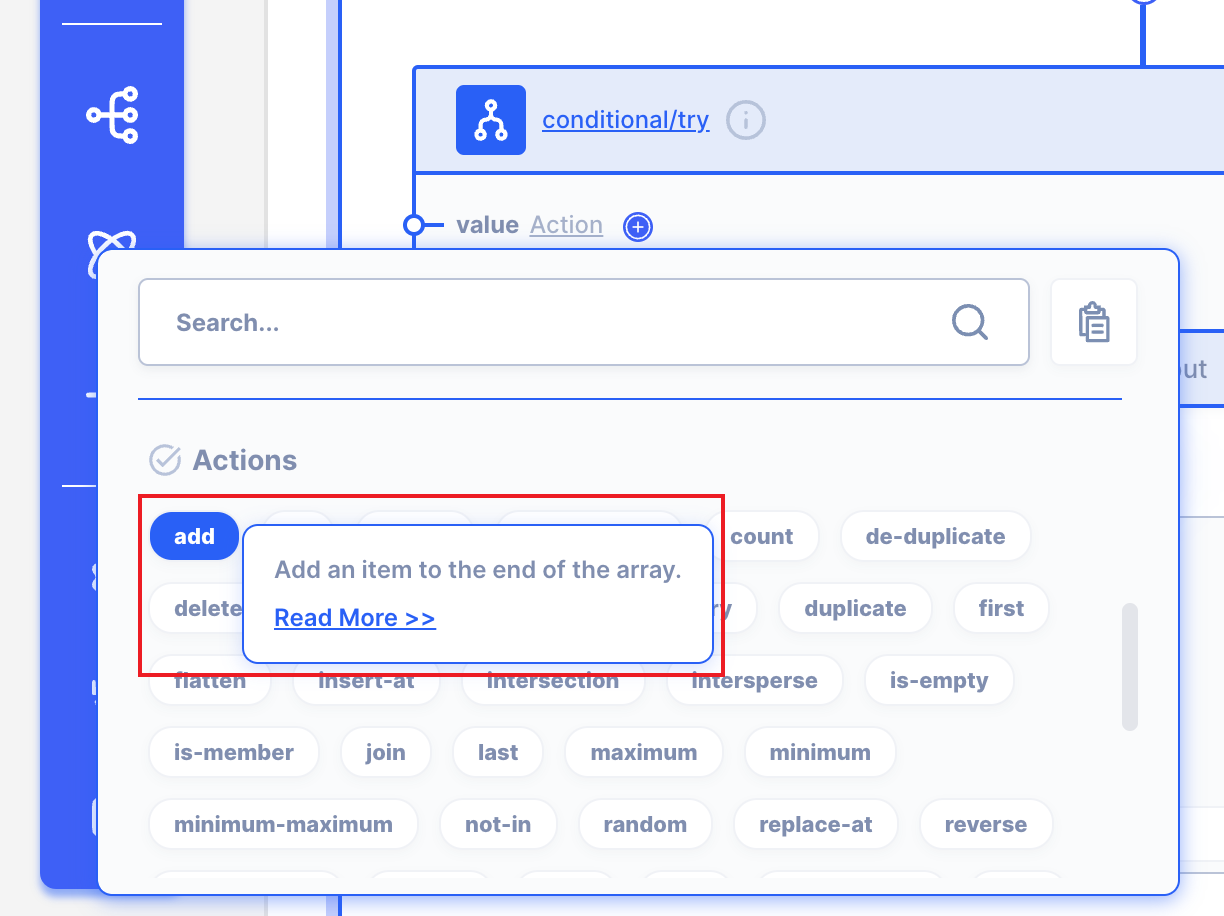 conditional/try
value Action
Search...
Actions
add
count
de-duplicate
Add an item to the end of the array.
Read More >>
delete
duplicate
first
flatten
insert-at
intersection
intersperse
is-empty
is-member
join
last
maximum
minimum
minimum-maximum
not-in
random
replace-at
reverse